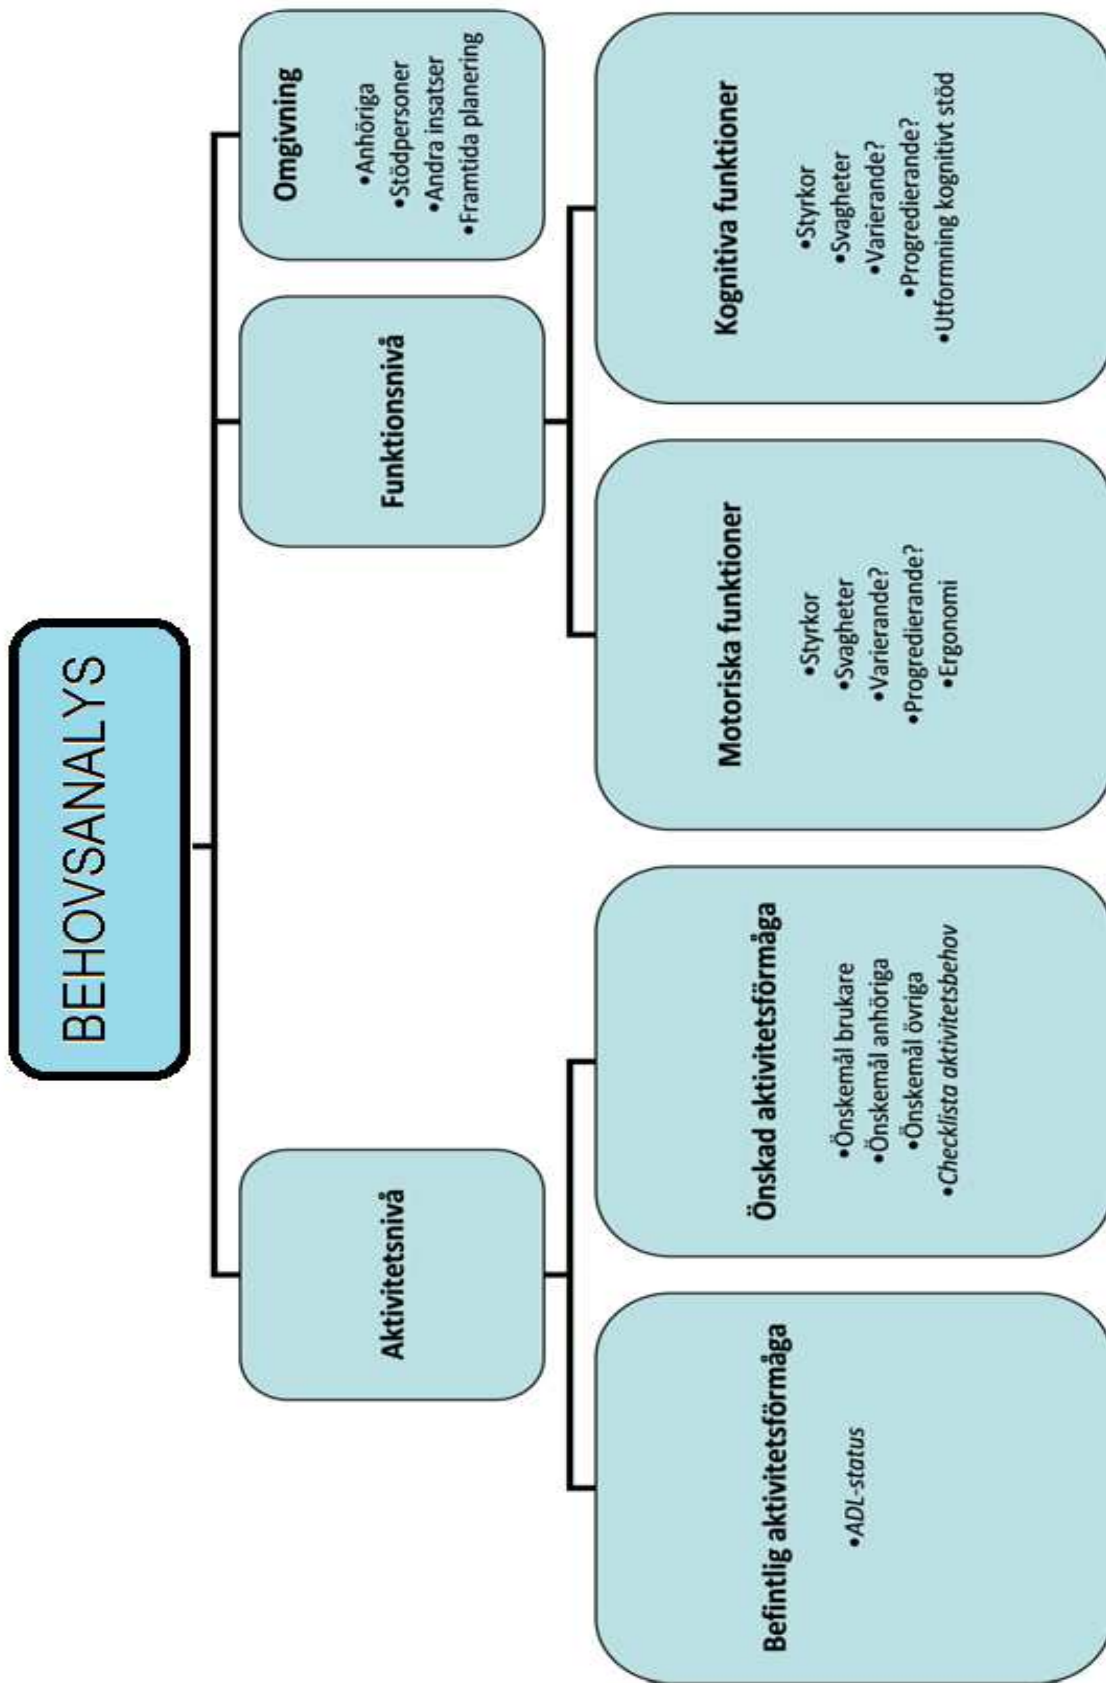 BEHOVSANALYS
Aktivitetsnivå
Funktionsnivå
Omgivning
•Anhöriga
•Stödpersoner
•Andra insatser
•Framtida planering
Befintlig aktivitetsförmåga
•ADL-status
Önskad aktivitetsförmåga
•Önskemål brukare
•Önskemål anhöriga
•Önskemål övriga
•Checklista aktivitetsbehov
Motoriska funktioner
•Styrkor
•Svagheter
•Varierande?
•Progredierande?
•Ergonomi
Kognitiva funktioner
•Styrkor
•Svagheter
•Varierande?
•Progredierande?
•Utformning kognitivt stöd